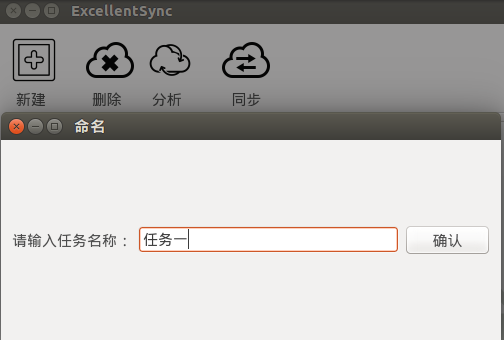 ExcellentSync
新建 删除 分析 同步
命名
请输入任务名称： 任务一 确认